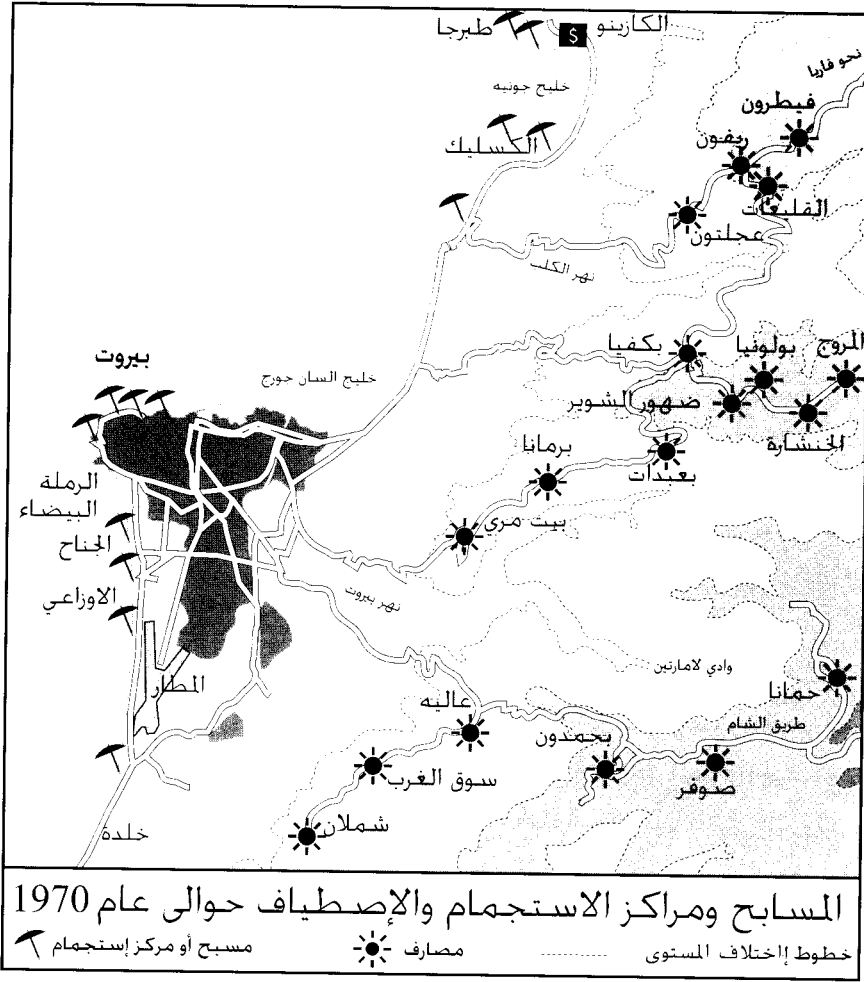 الكازينو
$
طبرجا
نحو فاريا
خليج جونيه
فيطرون
ريفون
الكسليك
القليعات
عجلتون
نهر الكلب
المروج
بولونيا
بكفيا
بيروت
خليج السان جورج
ضهور الشوير
الخنشارة
برمانا
بعبدات
الرملة
البيضاء
بيت مري
الجناح
الاوزاعي
نهر بيروت
وادي لامارتين
المطار
حمانا
عاليه
طريق الشام
بحمدون
سوق الغرب
صوفر
شملان
خلدة
المسابح ومراكز الاستجمام والإصطياف حوالى عام 1970
خطوط إاختلاف المستوى
مصارف
مسبح أو مركز إستجمام